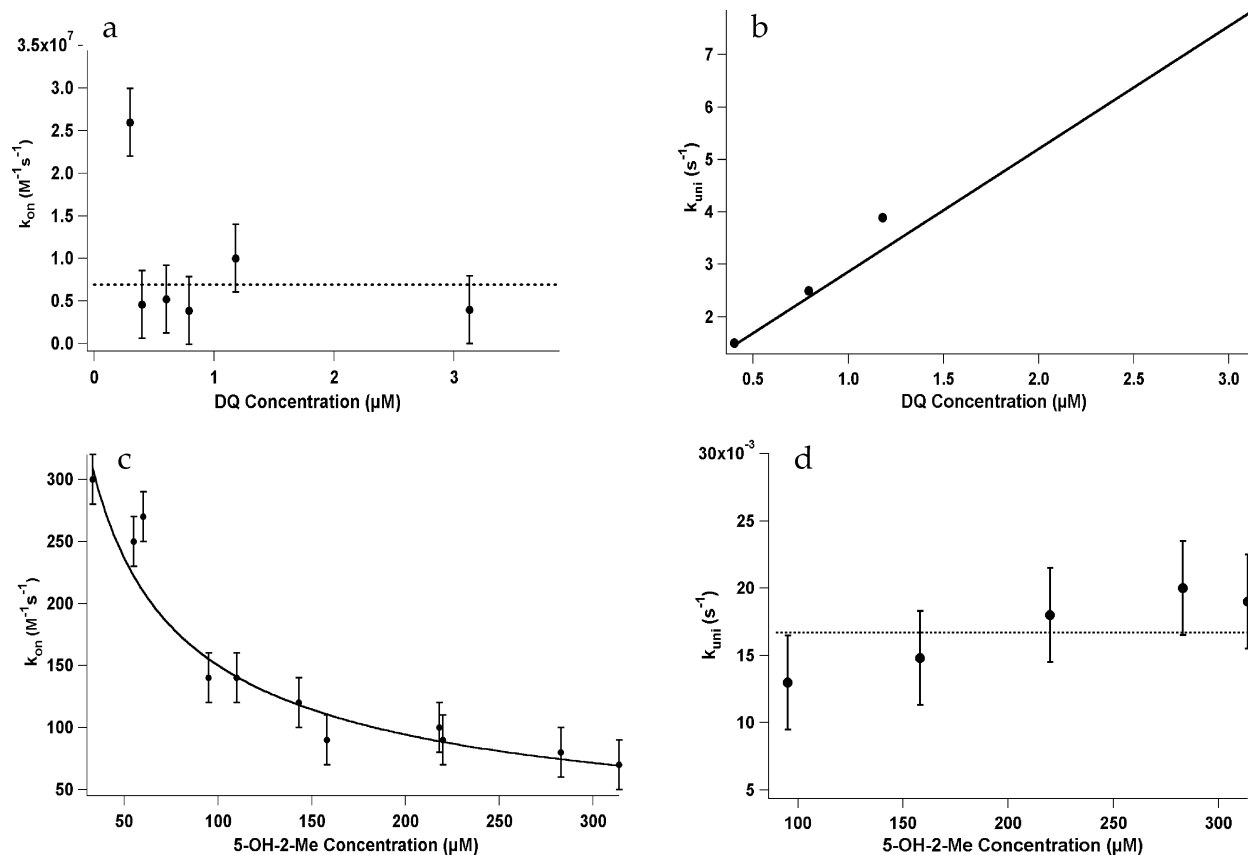 a
3.5x10⁷
3.0
2.5
2.0
1.5
1.0
0.5
0.0
kon (M⁻¹s⁻¹)
0 1 2 3
DQ Concentration (µM)
b
7
6
5
4
3
2
kuni (s⁻¹)
0.5 1.0 1.5 2.0 2.5 3.0
DQ Concentration (µM)
c
300
250
200
150
100
50
kon (M⁻¹s⁻¹)
50 100 150 200 250 300
5-OH-2-Me Concentration (µM)
d
30x10⁻³
25
20
15
10
5
kuni (s⁻¹)
100 150 200 250 300
5-OH-2-Me Concentration (µM)